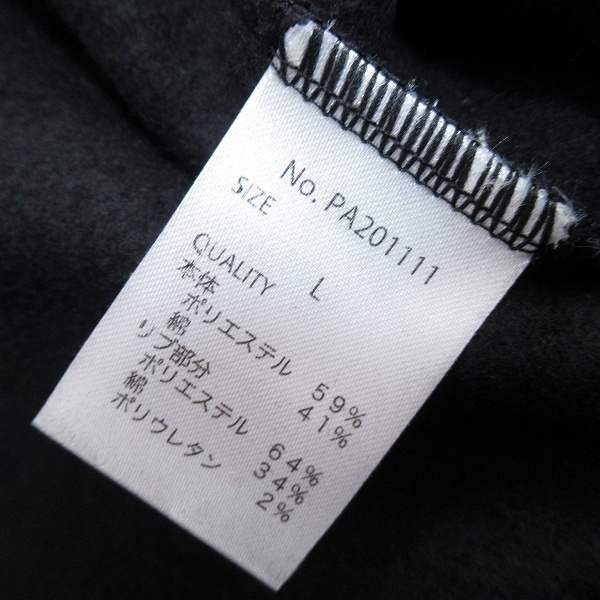 No. PA201111
SIZE L
QUALITY
本体
ポリエステル 59%
綿 41%
リブ部分
ポリエステル 64%
綿 34%
ポリウレタン 2%